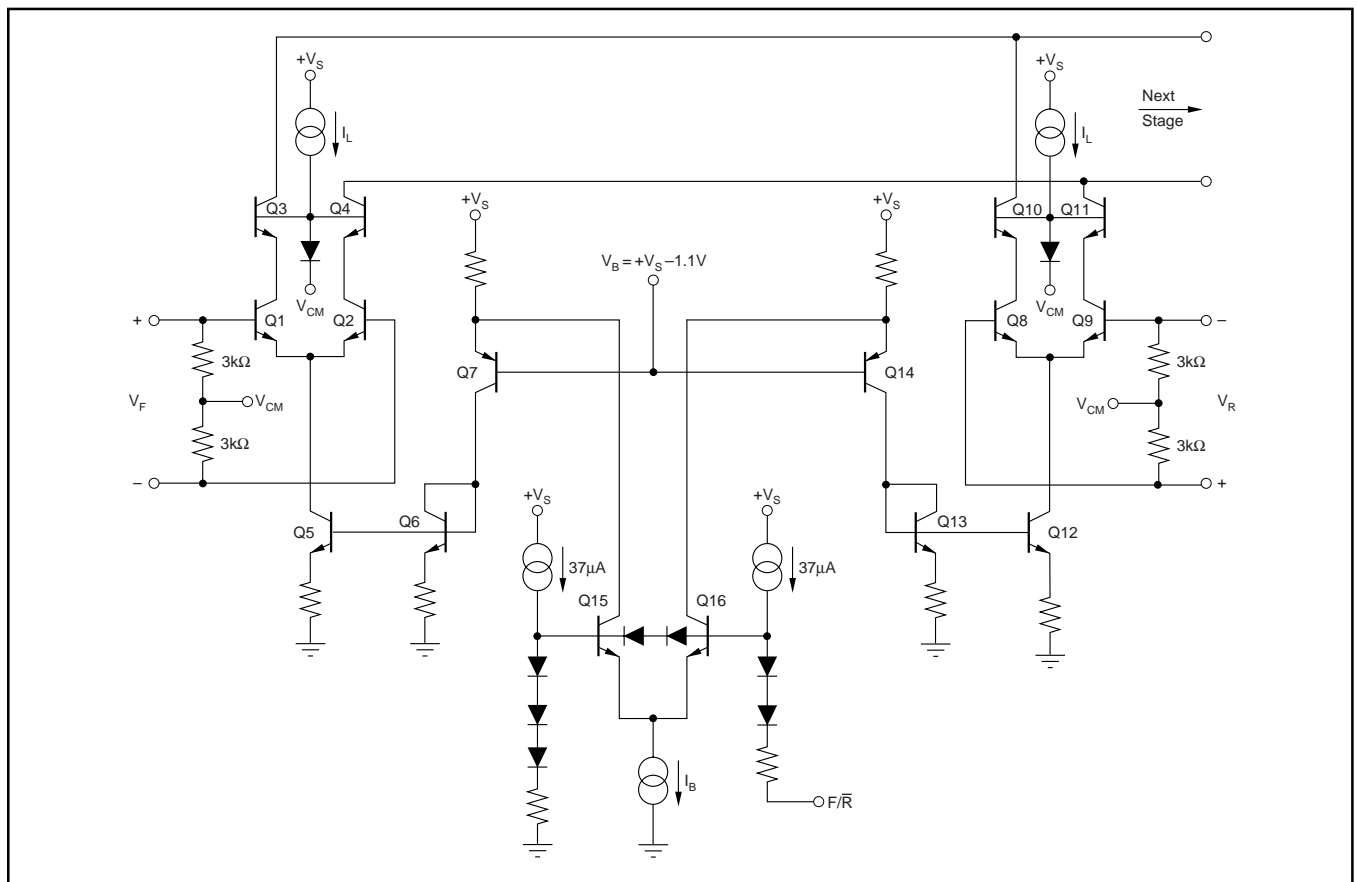 +V_S
+V_S
Next
Stage
I_L
I_L
Q3
Q4
+V_S
+V_S
Q10
Q11
V_B = +V_S –1.1V
V_CM
V_CM
+
Q1
Q2
Q8
Q9
–
3kΩ
Q7
Q14
3kΩ
V_F
V_CM
V_CM
V_R
3kΩ
3kΩ
–
+
+V_S
+V_S
Q5
Q6
Q13
Q12
37µA
37µA
Q15
Q16
I_B
F/R̅